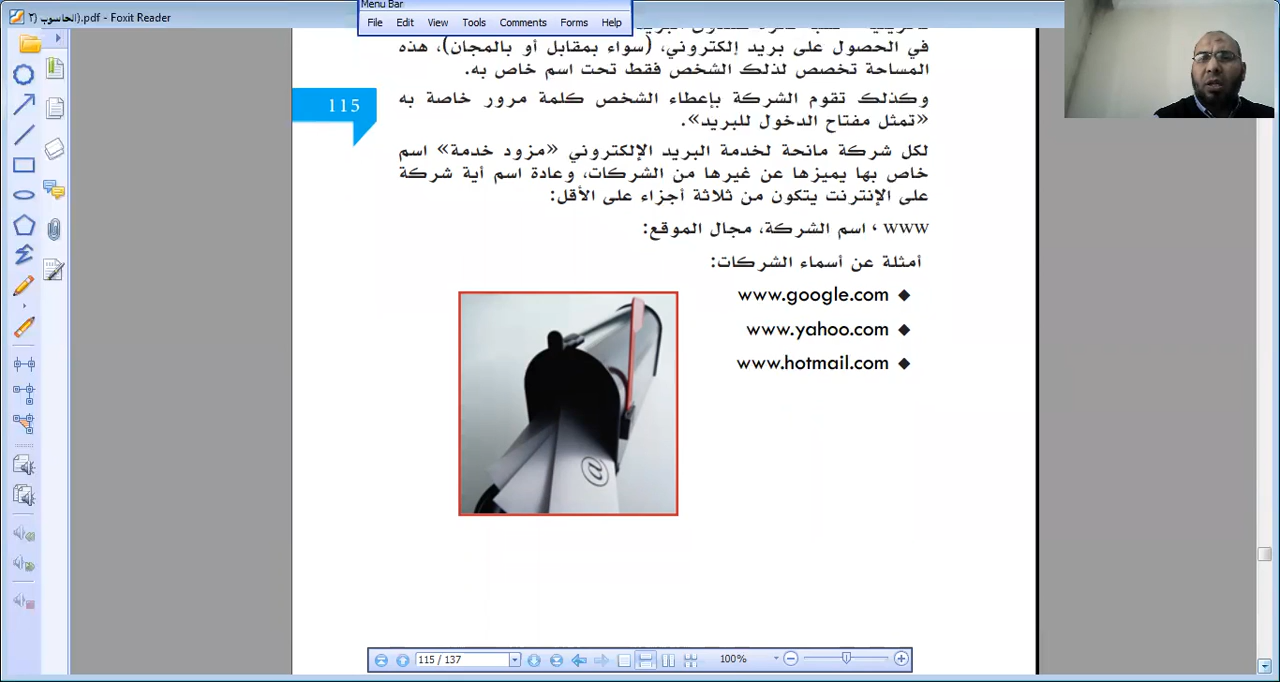 الحاسوب (٢).pdf - Foxit Reader
Menu Bar
File Edit View Tools Comments Forms Help
في الحصول على بريد إلكتروني، (سواء بمقابل أو بالمجان)، هذه
المساحة تخصص لذلك الشخص فقط تحت اسم خاص به.
115
وكذلك تقوم الشركة بإعطاء الشخص كلمة مرور خاصة به
«تمثل مفتاح الدخول للبريد».
لكل شركة مانحة لخدمة البريد الإلكتروني «مزود خدمة» اسم
خاص بها يميزها عن غيرها من الشركات، وعادة اسم أية شركة
على الإنترنت يتكون من ثلاثة أجزاء على الأقل:
www ، اسم الشركة، مجال الموقع:
أمثلة عن أسماء الشركات:
◆ www.google.com
◆ www.yahoo.com
◆ www.hotmail.com
@
115 / 137
100%